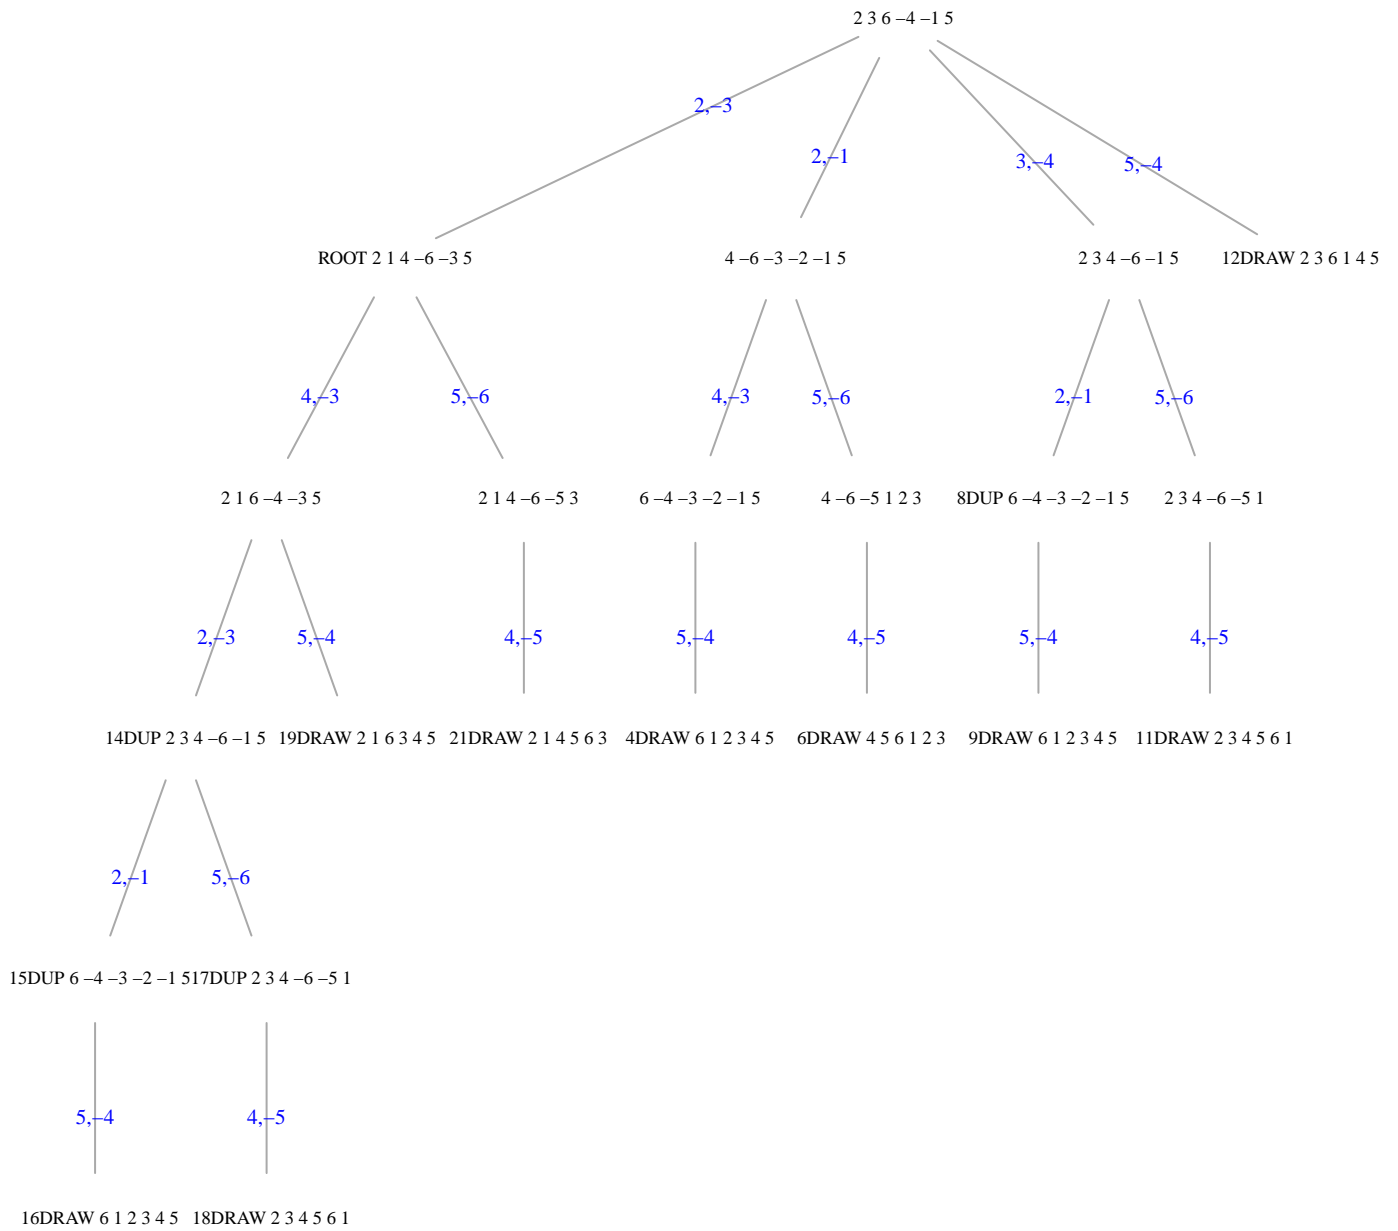 2 3 6 –4 –1 5
2,–3
2,–1
3,–4
5,–4
ROOT 2 1 4 –6 –3 5
4 –6 –3 –2 –1 5
2 3 4 –6 –1 5
12DRAW 2 3 6 1 4 5
4,–3
5,–6
4,–3
5,–6
2,–1
5,–6
2 1 6 –4 –3 5
2 1 4 –6 –5 3
6 –4 –3 –2 –1 5
4 –6 –5 1 2 3
8DUP 6 –4 –3 –2 –1 5
2 3 4 –6 –5 1
2,–3
5,–4
4,–5
5,–4
4,–5
5,–4
4,–5
14DUP 2 3 4 –6 –1 5
19DRAW 2 1 6 3 4 5
21DRAW 2 1 4 5 6 3
4DRAW 6 1 2 3 4 5
6DRAW 4 5 6 1 2 3
9DRAW 6 1 2 3 4 5
11DRAW 2 3 4 5 6 1
2,–1
5,–6
15DUP 6 –4 –3 –2 –1 5
17DUP 2 3 4 –6 –5 1
5,–4
4,–5
16DRAW 6 1 2 3 4 5
18DRAW 2 3 4 5 6 1